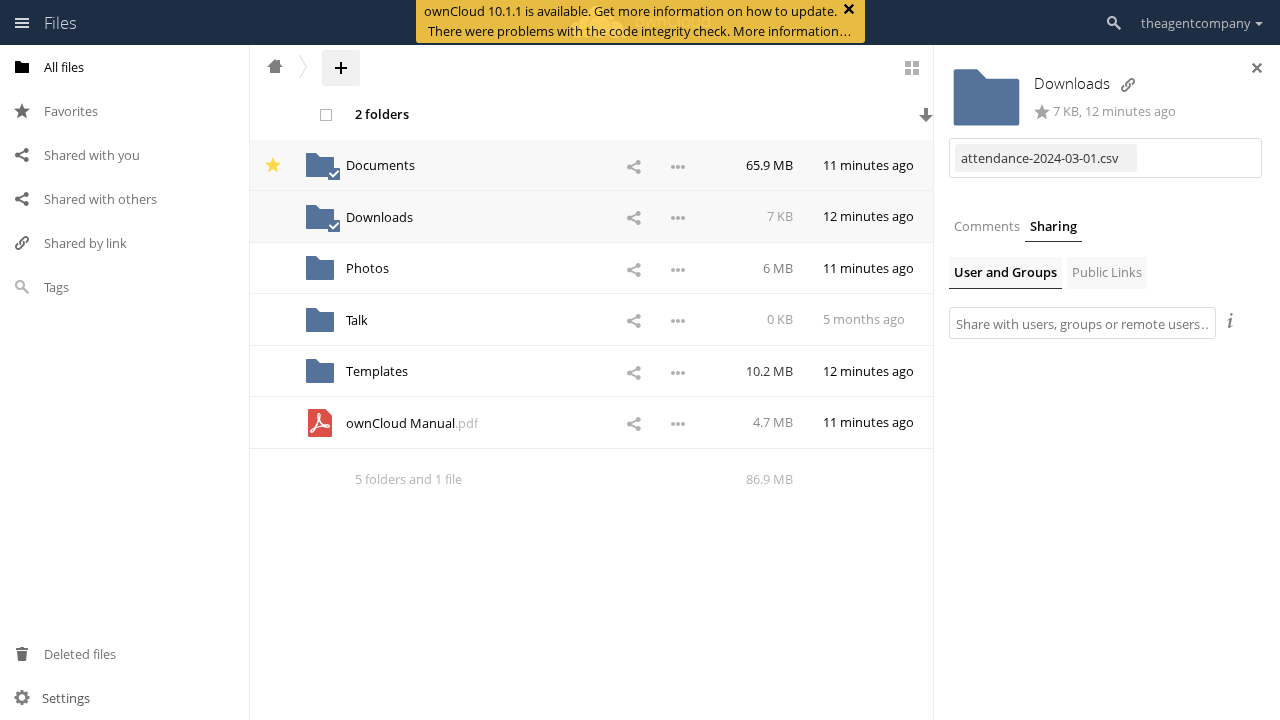 Files
ownCloud 10.1.1 is available. Get more information on how to update.
There were problems with the code integrity check. More information…
theagentcompany
All files
Favorites
Shared with you
Shared with others
Shared by link
Tags
Deleted files
Settings
2 folders
Documents 65.9 MB 11 minutes ago
Downloads 7 KB 12 minutes ago
Photos 6 MB 11 minutes ago
Talk 0 KB 5 months ago
Templates 10.2 MB 12 minutes ago
ownCloud Manual.pdf 4.7 MB 11 minutes ago
5 folders and 1 file 86.9 MB
Downloads
7 KB, 12 minutes ago
attendance-2024-03-01.csv
Comments Sharing
User and Groups Public Links
Share with users, groups or remote users…